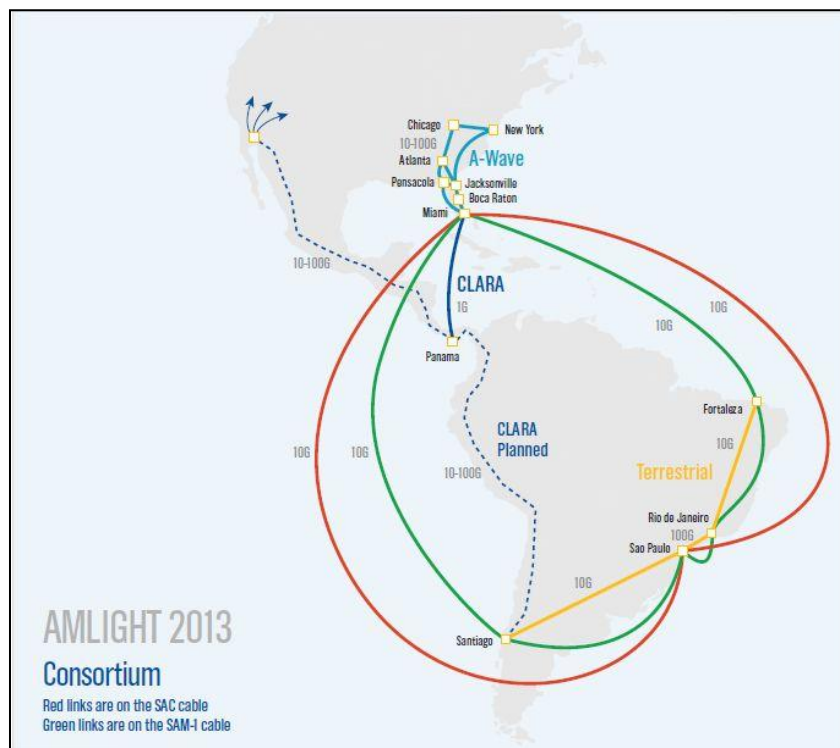 Chicago
New York
10-100G
Atlanta
A-Wave
Pensacola
Jacksonville
Boca Raton
Miami
10-100G
CLARA
1G
10G
10G
Panama
Fortaleza
CLARA
Planned
10G
10G
10G
10-100G
Terrestrial
Rio de Janeiro
100G
Sao Paulo
10G
Santiago
AMLIGHT 2013
Consortium
Red links are on the SAC cable
Green links are on the SAM-I cable